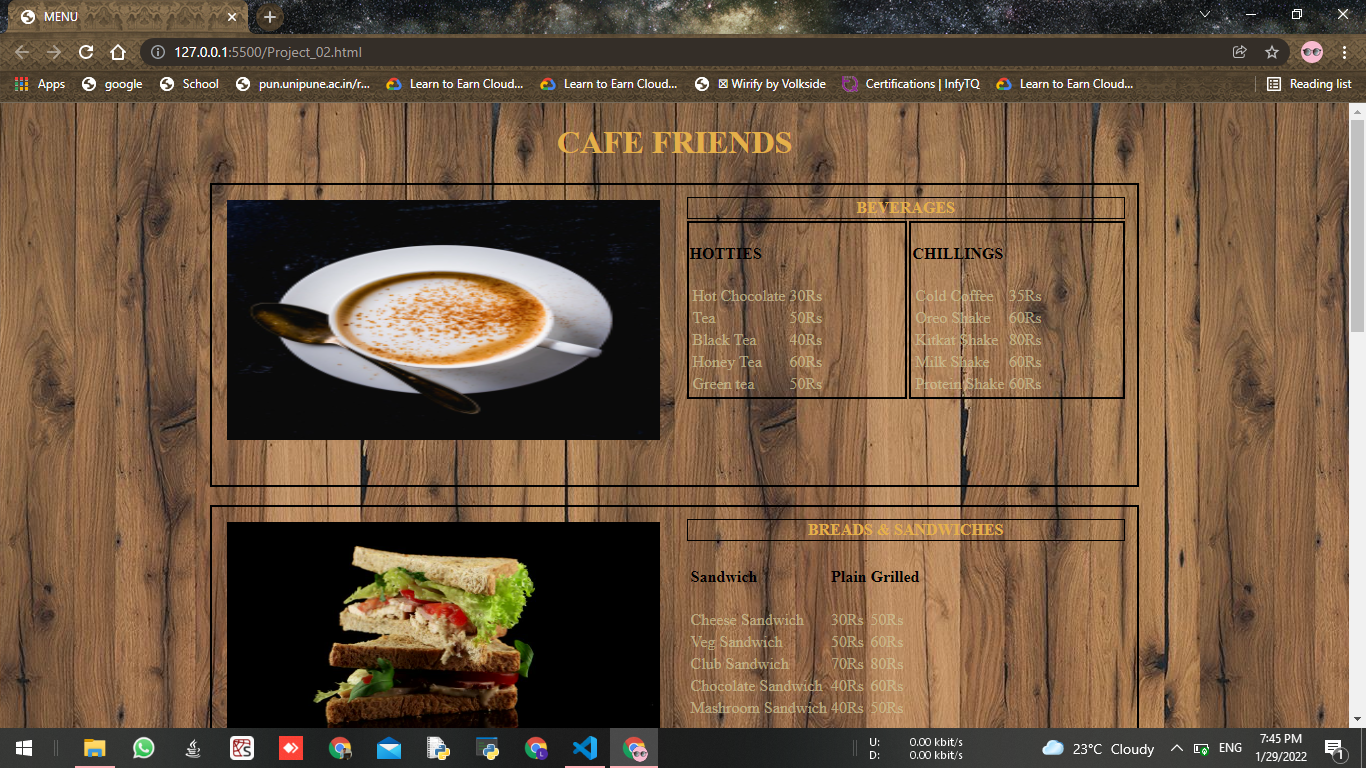 MENU
127.0.0.1:5500/Project_02.html
Apps google School pun.unipune.ac.in/r... Learn to Earn Cloud... Learn to Earn Cloud... Wirify by Volkside Certifications | InfyTQ Learn to Earn Cloud... Reading list
CAFE FRIENDS
BEVERAGES
HOTTIES
Hot Chocolate 30Rs
Tea 50Rs
Black Tea 40Rs
Honey Tea 60Rs
Green tea 50Rs
CHILLINGS
Cold Coffee 35Rs
Oreo Shake 60Rs
Kitkat Shake 80Rs
Milk Shake 60Rs
Protein Shake 60Rs
BREADS & SANDWICHES
Sandwich Plain Grilled
Cheese Sandwich 30Rs 50Rs
Veg Sandwich 50Rs 60Rs
Club Sandwich 70Rs 80Rs
Chocolate Sandwich 40Rs 60Rs
Mashroom Sandwich 40Rs 50Rs
U: 0.00 kbit/s
D: 0.00 kbit/s
23°C Cloudy
ENG
7:45 PM
1/29/2022
1